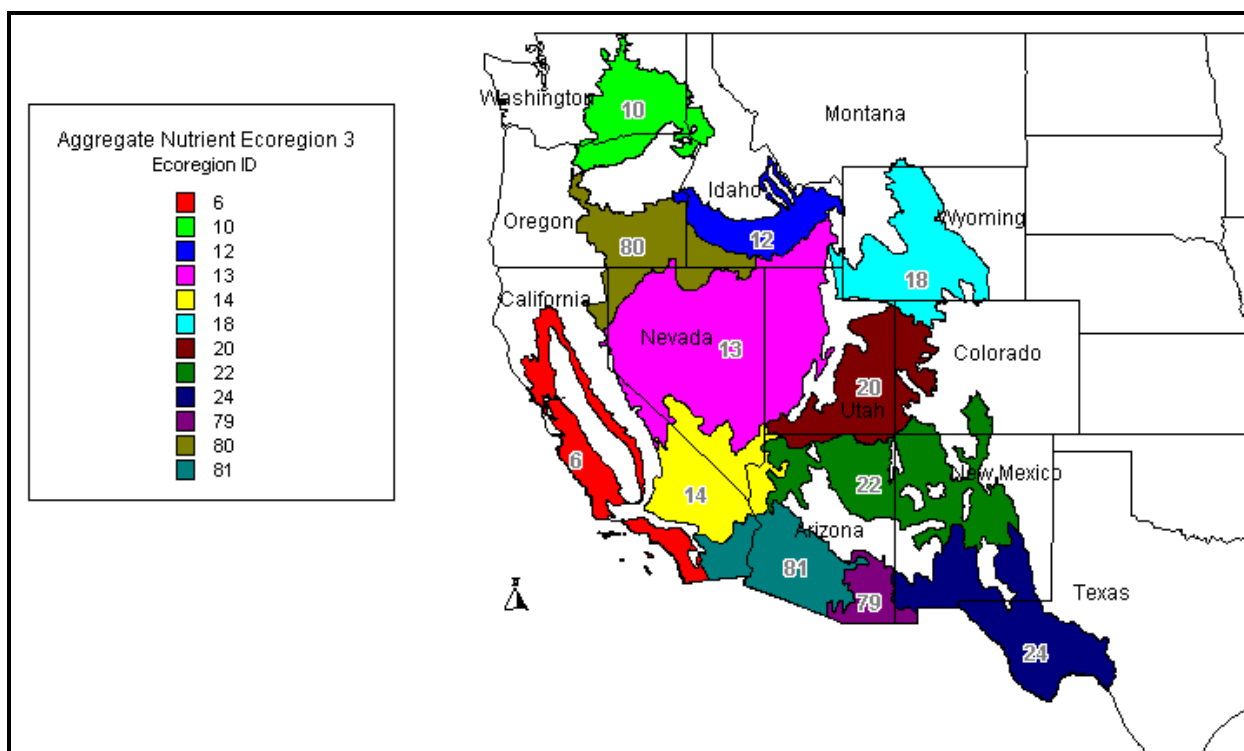 Aggregate Nutrient Ecoregion 3
Ecoregion ID
6
10
12
13
14
18
20
22
24
79
80
81
Washington
10
Montana
Idaho
Oregon
Wyoming
80
12
18
California
Nevada
13
Colorado
20
Utah
6
New Mexico
22
14
Arizona
81
79
Texas
24
N